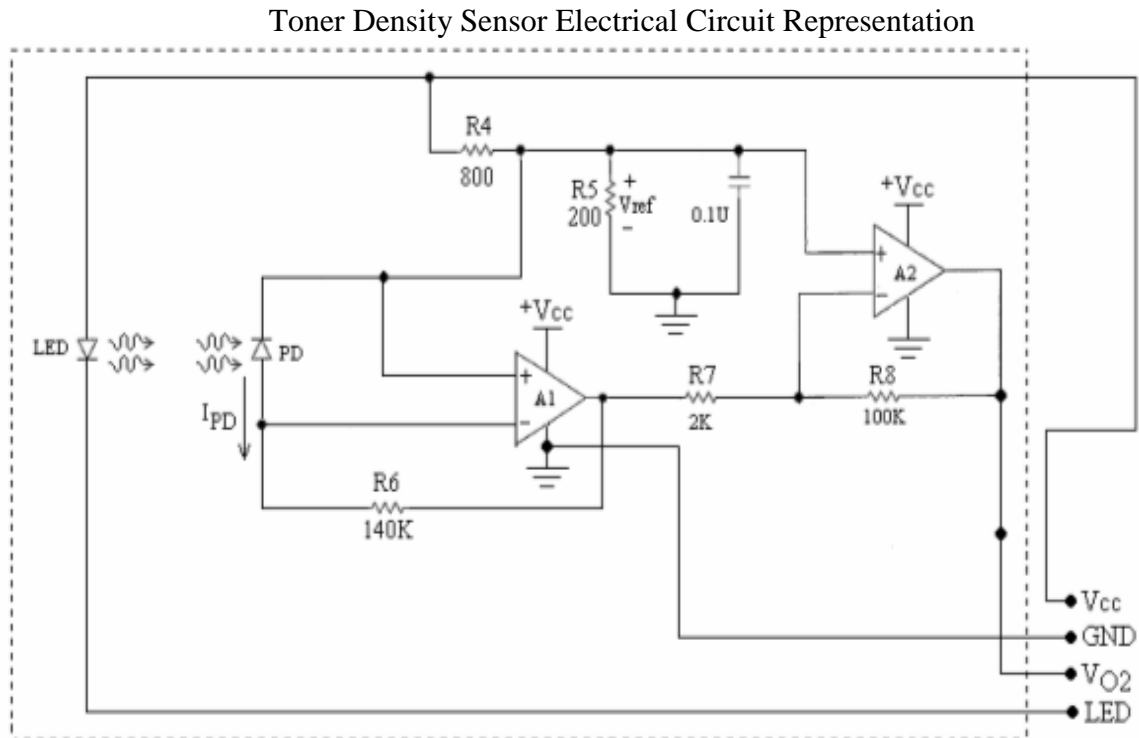 Toner Density Sensor Electrical Circuit Representation
R4
800
R5
200
+
Vref
-
0.1U
+Vcc
+
A2
-
LED
PD
+Vcc
+
A1
-
IPD
R7
2K
R8
100K
R6
140K
Vcc
GND
VO2
LED